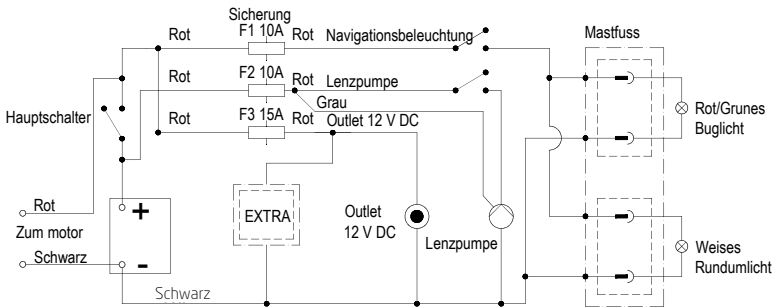 Sicherung
Rot F1 10A Rot Navigationsbeleuchtung Mastfuss
Rot F2 10A Rot Lenzpumpe
Grau
Hauptschalter
Rot F3 15A Rot Outlet 12 V DC
Rot/Grunes
Buglicht
Rot
Zum motor
Schwarz
+
-
EXTRA
Outlet
12 V DC
Lenzpumpe
Weises
Rundumlicht
Schwarz